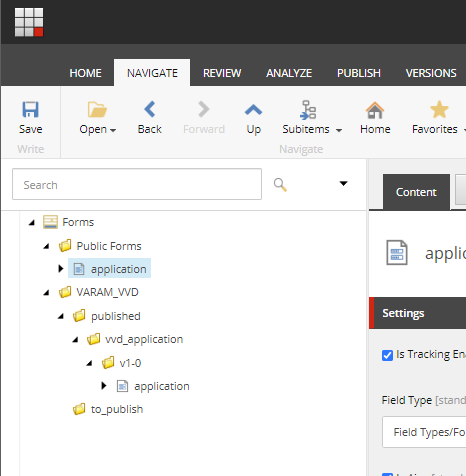 HOME NAVIGATE REVIEW ANALYZE PUBLISH VERSIONS
Save Open Back Forward Up Subitems Home Favorites
Write Navigate
Search
Content
Forms
Public Forms
application
VARAM_VVD
published
vvd_application
v1-0
application
to_publish
applic
Settings
Is Tracking Ena
Field Type [stand
Field Types/Fo